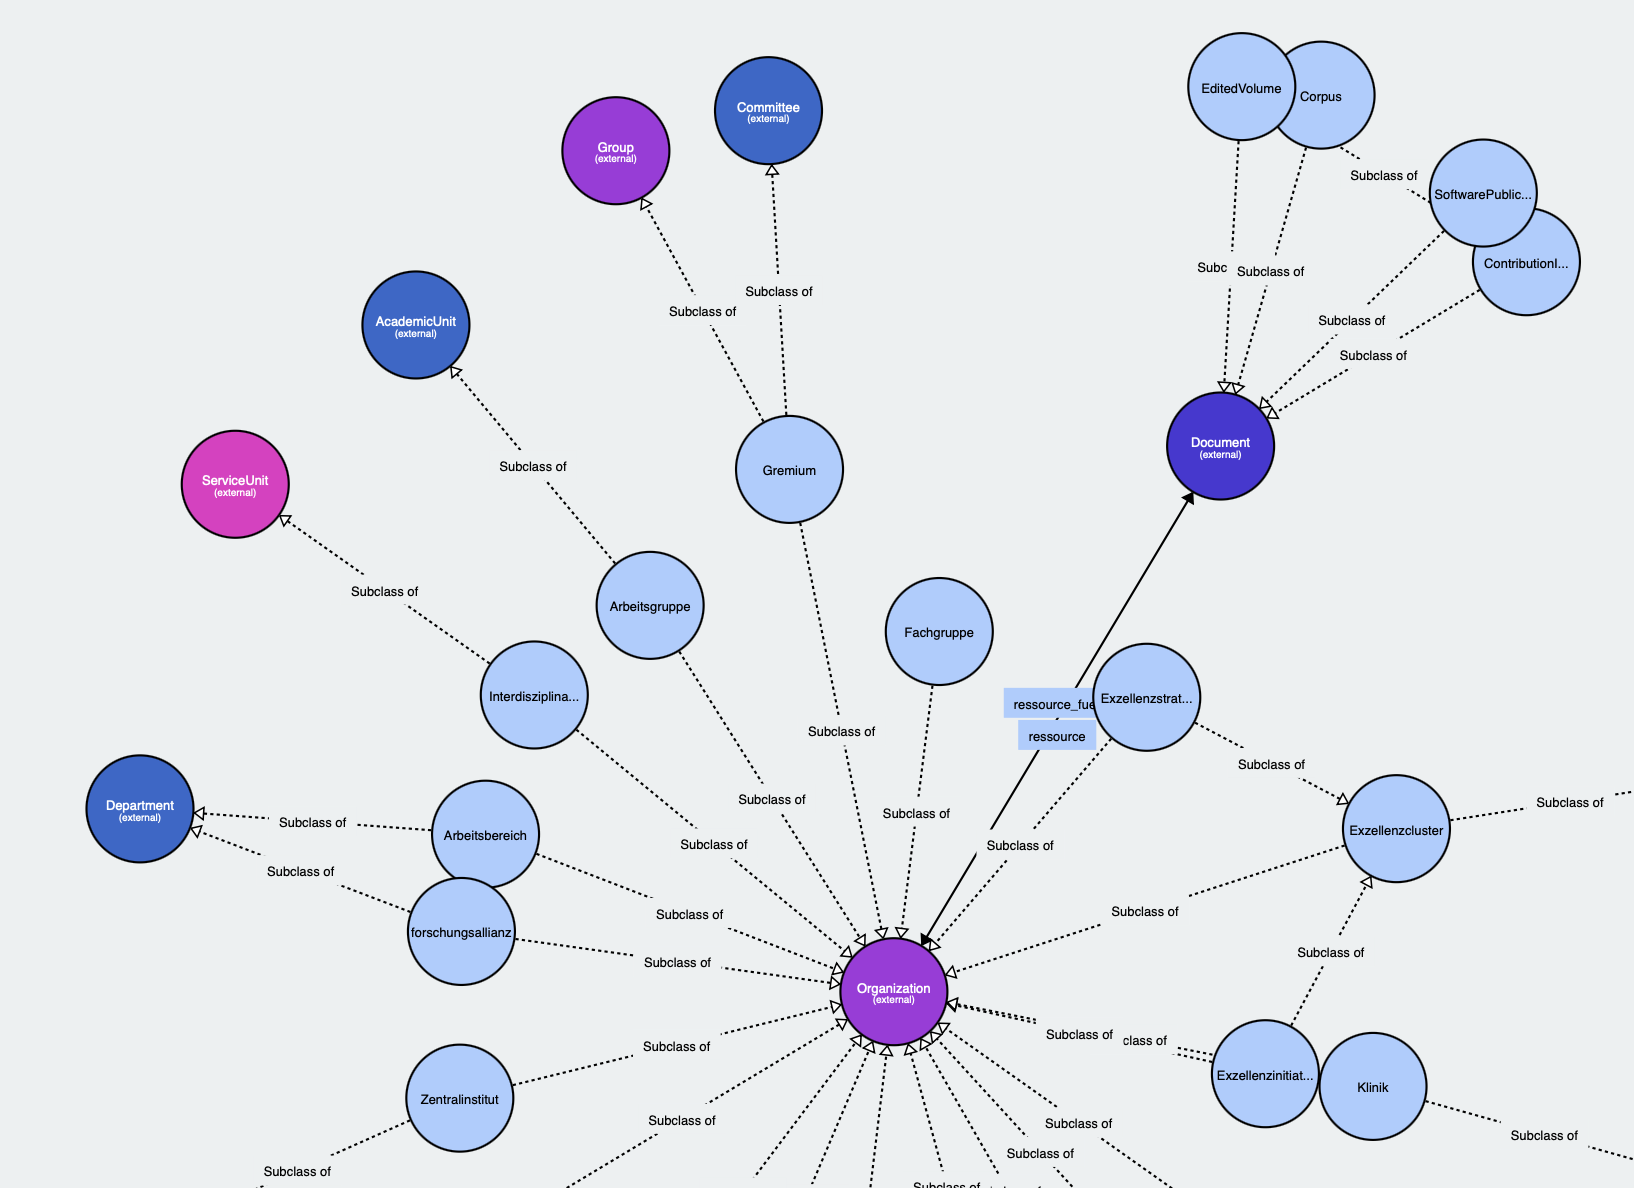 EditedVolume
Corpus
Committee
(external)
Group
(external)
Subclass of
SoftwarePublic...
ContributionI...
Subc
Subclass of
Subclass of
Subclass of
AcademicUnit
(external)
Subclass of
Subclass of
Subclass of
Document
(external)
Subclass of
Gremium
ServiceUnit
(external)
Subclass of
Arbeitsgruppe
Fachgruppe
Interdisziplina...
ressource_fue
Exzellenzstrat...
ressource
Subclass of
Subclass of
Department
(external)
Subclass of
Subclass of
Subclass of
Subclass of
Arbeitsbereich
Exzellenzcluster
Subclass of
Subclass of
Subclass of
Subclass of
Subclass of
forschungsallianz
Subclass of
Subclass of
Organization
(external)
Subclass of
Subclass of
class of
Exzellenzinitiat...
Klinik
Zentralinstitut
Subclass of
Subclass of
Subclass of
Subclass of
Subclass of
Subclass of